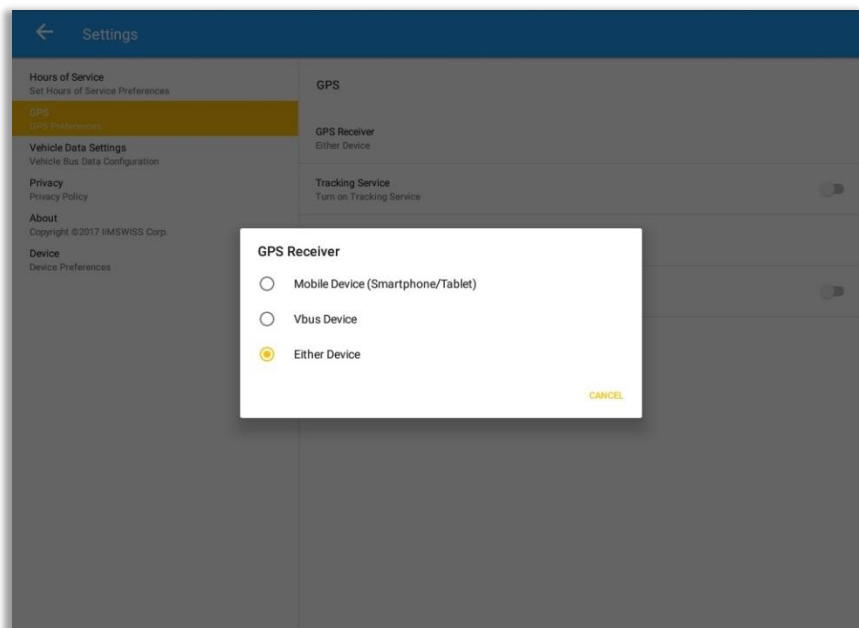 Settings
Hours of Service
Set Hours of Service Preferences
GPS
GPS Preferences
Vehicle Data Settings
Vehicle Bus Data Configuration
Privacy
Privacy Policy
About
Copyright ©2017 IIMSWISS Corp.
Device
Device Preferences
GPS
GPS Receiver
Either Device
Tracking Service
Turn on Tracking Service
GPS Receiver
Mobile Device (Smartphone/Tablet)
Vbus Device
Either Device
CANCEL